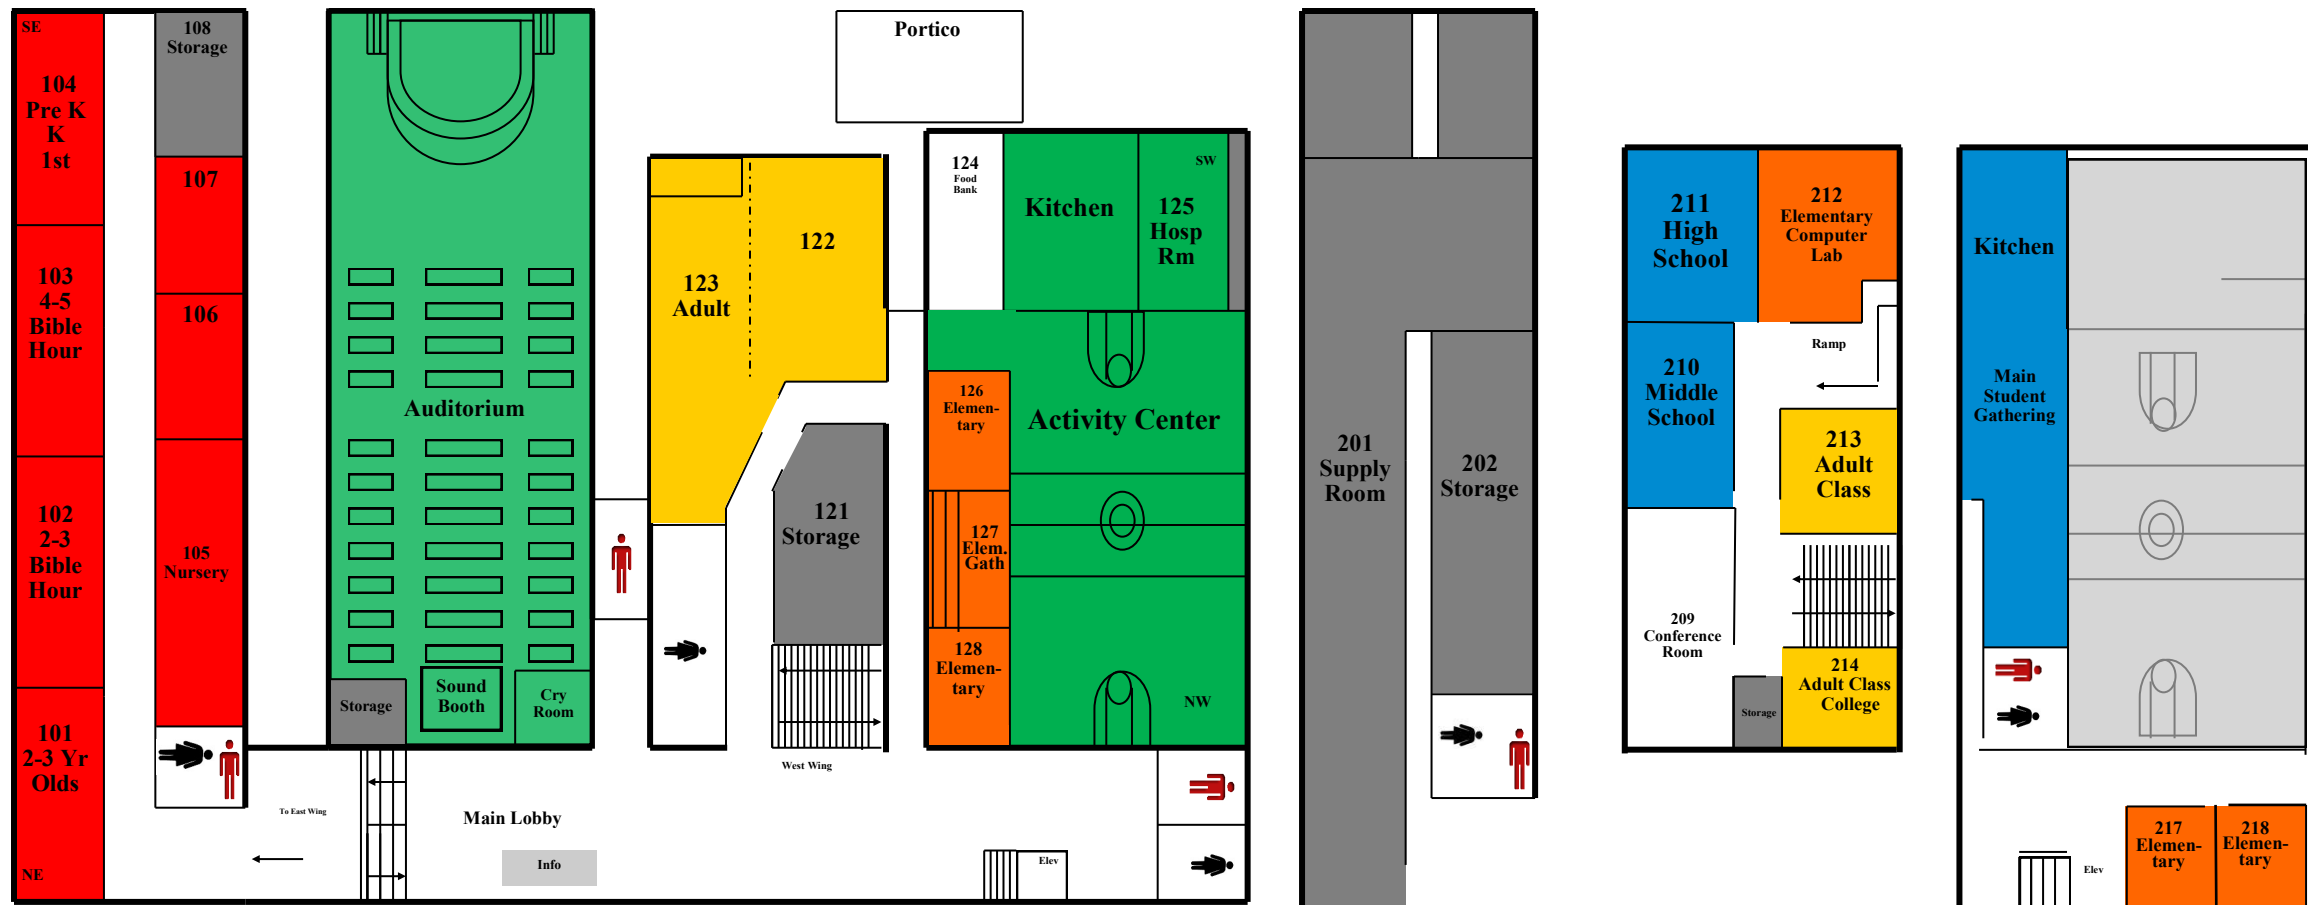 SE
104
Pre K
K
1st
103
4-5
Bible
Hour
102
2-3
Bible
Hour
101
2-3 Yr
Olds
NE
108
Storage
107
106
105
Nursery
To East Wing
Auditorium
Storage
Sound
Booth
Cry
Room
Main Lobby
Info
Portico
123
Adult
122
121
Storage
West Wing
124
Food
Bank
Kitchen
SW
125
Hosp
Rm
126
Elemen-
tary
Activity Center
127
Elem.
Gath
128
Elemen-
tary
NW
Elev
201
Supply
Room
202
Storage
211
High
School
212
Elementary
Computer
Lab
Ramp
210
Middle
School
213
Adult
Class
209
Conference
Room
214
Adult Class
College
Storage
Kitchen
Main
Student
Gathering
217
Elemen-
tary
218
Elemen-
tary
Elev